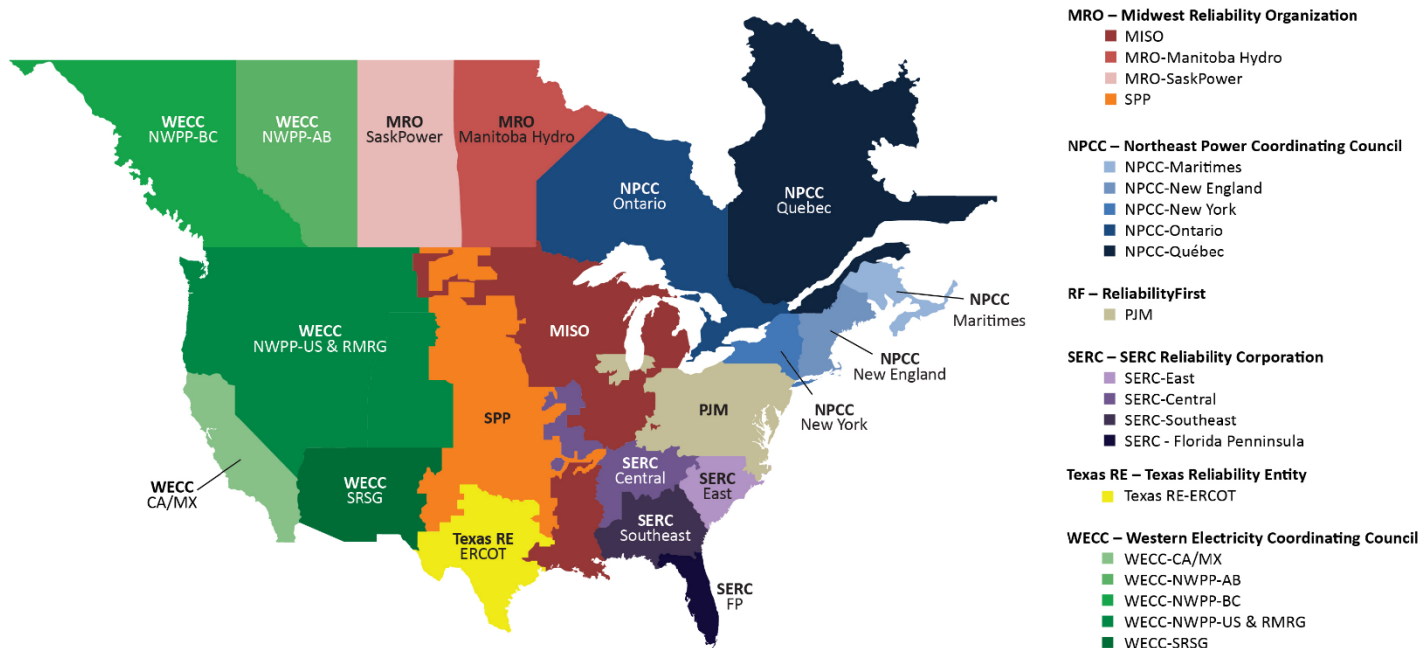 WECC
NWPP-BC
WECC
NWPP-AB
MRO
SaskPower
MRO
Manitoba Hydro
NPCC
Ontario
NPCC
Quebec
NPCC
Maritimes
WECC
NWPP-US & RMRG
MISO
NPCC
New England
SPP
PJM
NPCC
New York
WECC
CA/MX
WECC
SRSG
SERC
Central
SERC
East
SERC
Southeast
Texas RE
ERCOT
SERC
FP
MRO – Midwest Reliability Organization
MISO
MRO-Manitoba Hydro
MRO-SaskPower
SPP
NPCC – Northeast Power Coordinating Council
NPCC-Maritimes
NPCC-New England
NPCC-New York
NPCC-Ontario
NPCC-Québec
RF – ReliabilityFirst
PJM
SERC – SERC Reliability Corporation
SERC-East
SERC-Central
SERC-Southeast
SERC - Florida Penninsula
Texas RE – Texas Reliability Entity
Texas RE-ERCOT
WECC – Western Electricity Coordinating Council
WECC-CA/MX
WECC-NWPP-AB
WECC-NWPP-BC
WECC-NWPP-US & RMRG
WECC-SRSG